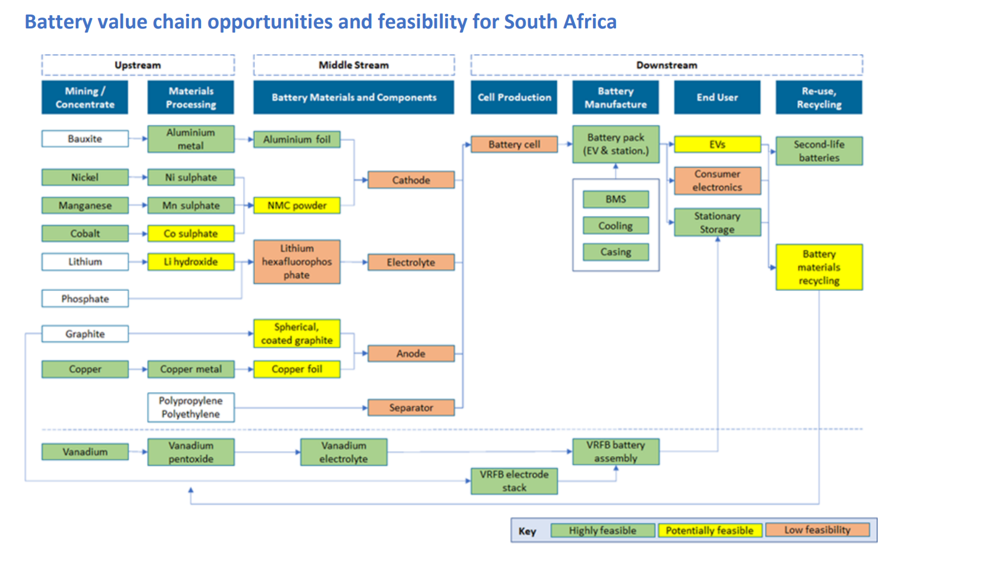 Battery value chain opportunities and feasibility for South Africa
Upstream
Middle Stream
Downstream
Mining /
Concentrate
Materials
Processing
Battery Materials and Components
Cell Production
Battery
Manufacture
End User
Re-use,
Recycling
Bauxite
Aluminium
metal
Aluminium foil
Battery cell
Battery pack
(EV & station.)
EVs
Second-life
batteries
Nickel
Ni sulphate
Cathode
Consumer
electronics
Manganese
Mn sulphate
NMC powder
BMS
Cooling
Casing
Stationary
Storage
Cobalt
Co sulphate
Lithium
Li hydroxide
Lithium
hexafluorophos
phate
Electrolyte
Battery
materials
recycling
Phosphate
Graphite
Spherical,
coated graphite
Anode
Copper
Copper metal
Copper foil
Polypropylene
Polyethylene
Separator
Vanadium
Vanadium
pentoxide
Vanadium
electrolyte
VRFB battery
assembly
VRFB electrode
stack
Key
Highly feasible
Potentially feasible
Low feasibility